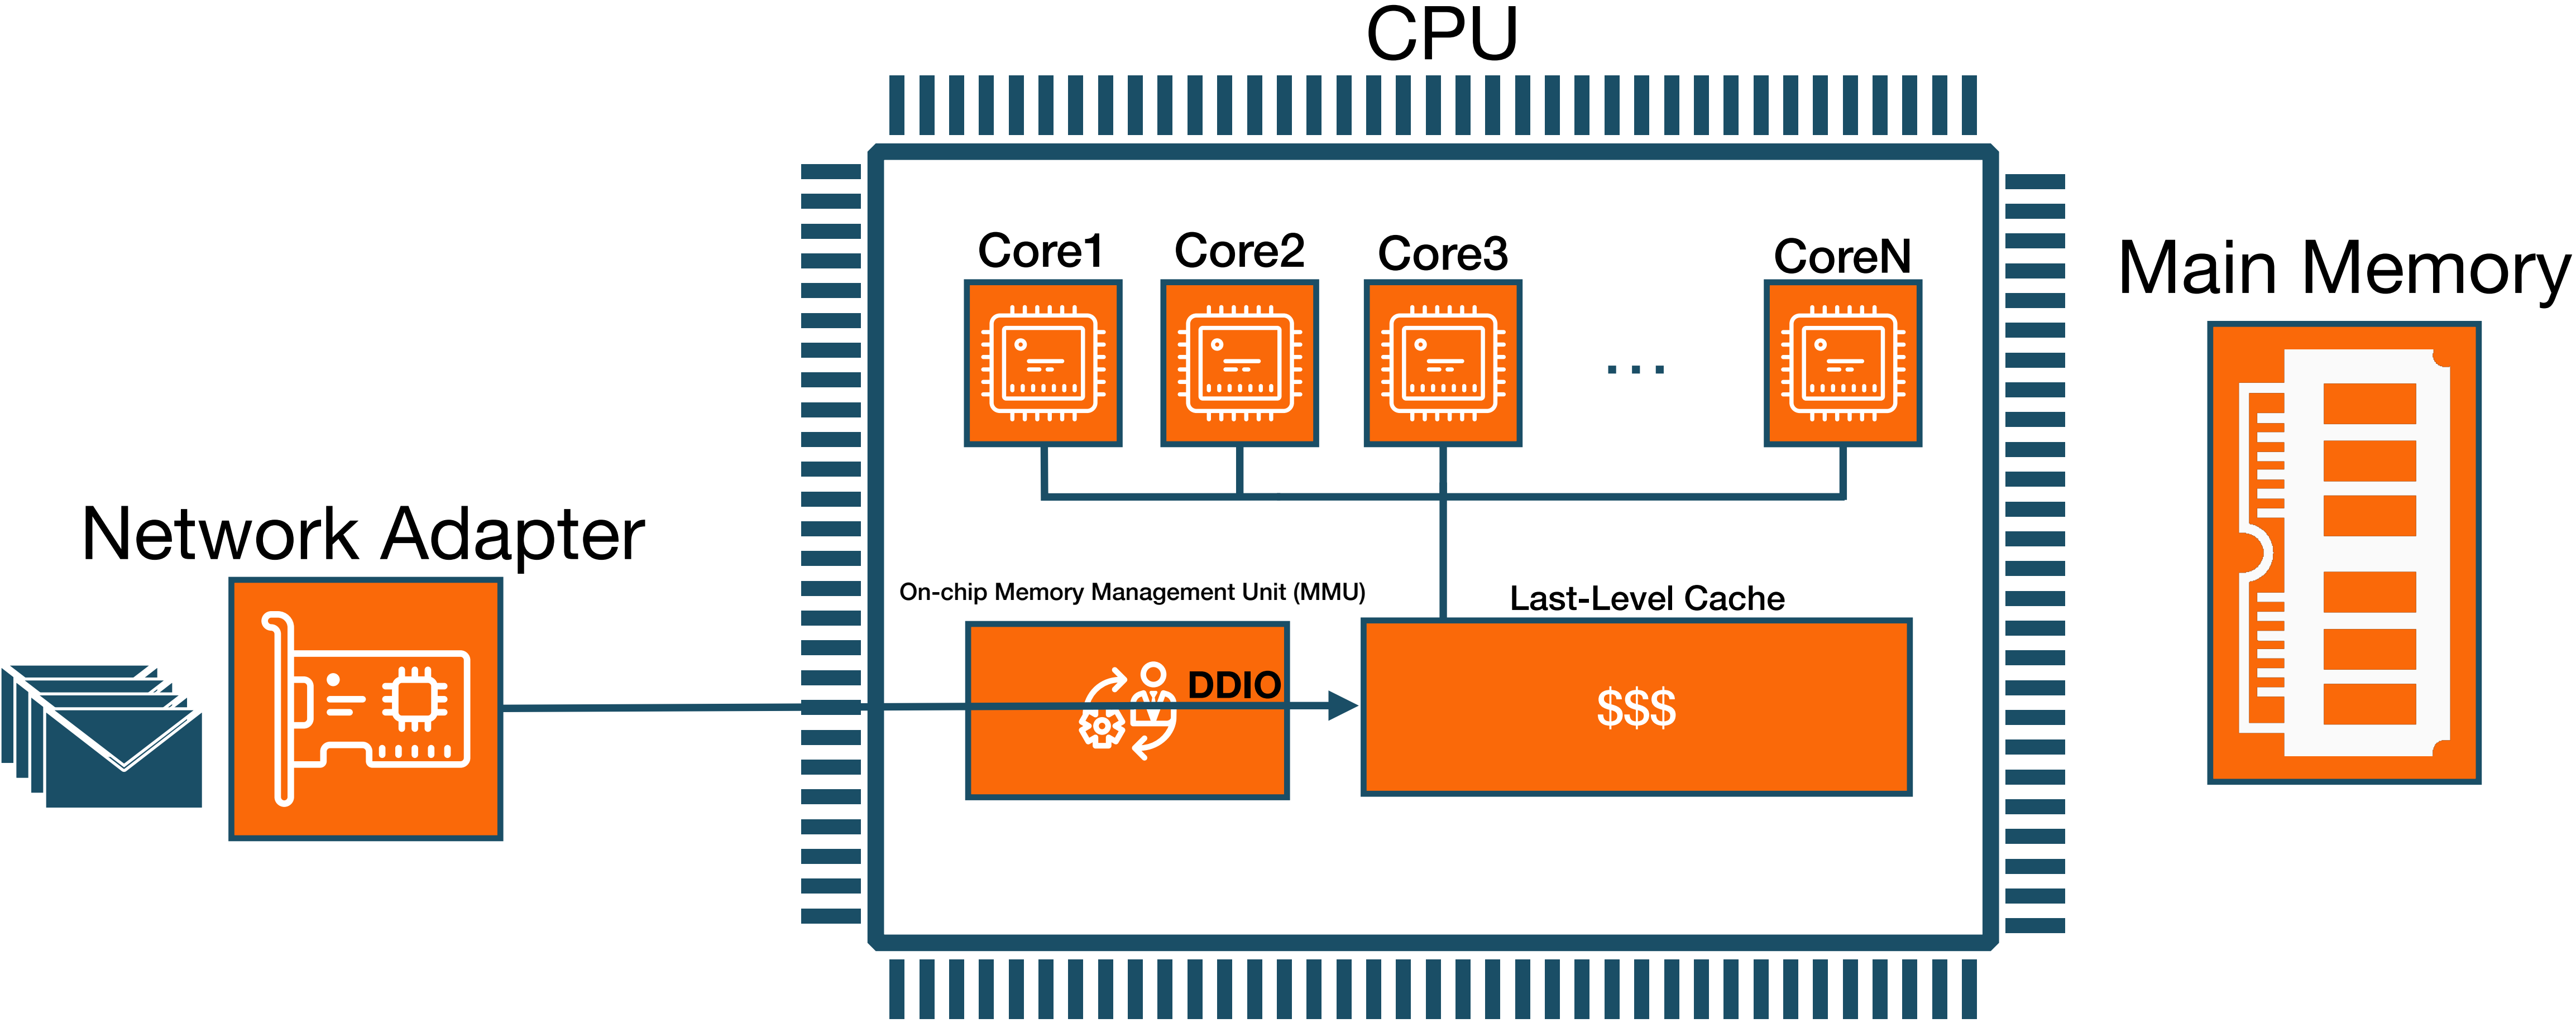 CPU
Core1
Core2
Core3
...
CoreN
Main Memory
Network Adapter
On-chip Memory Management Unit (MMU)
Last-Level Cache
DDIO
$$$